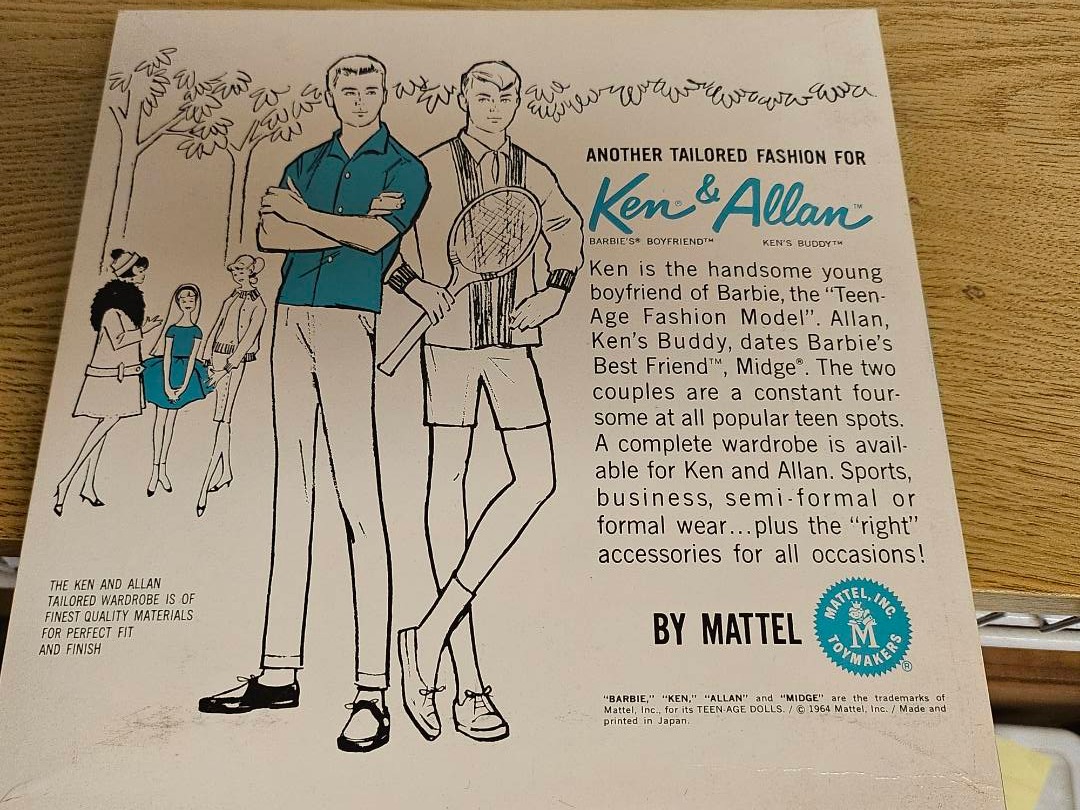 ANOTHER TAILORED FASHION FOR
Ken® & Allan™
BARBIE'S® BOYFRIEND™ KEN'S BUDDY™
Ken is the handsome young
boyfriend of Barbie, the "Teen-
Age Fashion Model". Allan,
Ken's Buddy, dates Barbie's
Best Friend™, Midge®. The two
couples are a constant four-
some at all popular teen spots.
A complete wardrobe is avail-
able for Ken and Allan. Sports,
business, semi-formal or
formal wear...plus the "right"
accessories for all occasions!
THE KEN AND ALLAN
TAILORED WARDROBE IS OF
FINEST QUALITY MATERIALS
FOR PERFECT FIT
AND FINISH
BY MATTEL
MATTEL, INC.
M
TOYMAKERS®
"BARBIE," "KEN," "ALLAN" and "MIDGE" are the trademarks of
Mattel, Inc., for its TEEN-AGE DOLLS. / © 1964 Mattel, Inc. / Made and
printed in Japan.